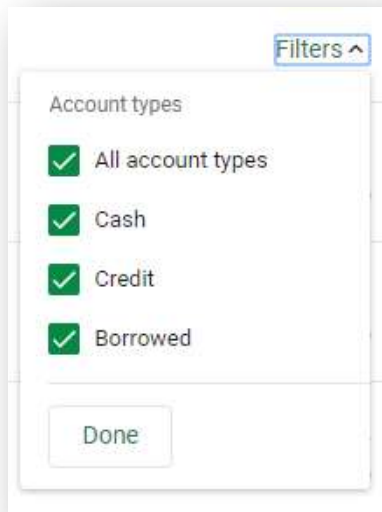 Filters
Account types
All account types
Cash
Credit
Borrowed
Done